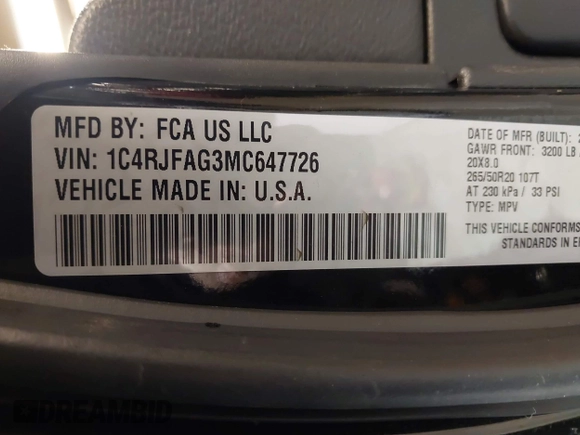 MFD BY: FCA US LLC
VIN: 1C4RJFAG3MC647726
VEHICLE MADE IN: U.S.A.
DATE OF MFR (BUILT): 2
GAWR FRONT: 3200 LB
20X8.0
265/50R20 107T
AT 230 kPa / 33 PSI
TYPE: MPV
THIS VEHICLE CONFORMS
STANDARDS IN E
DREAMBID